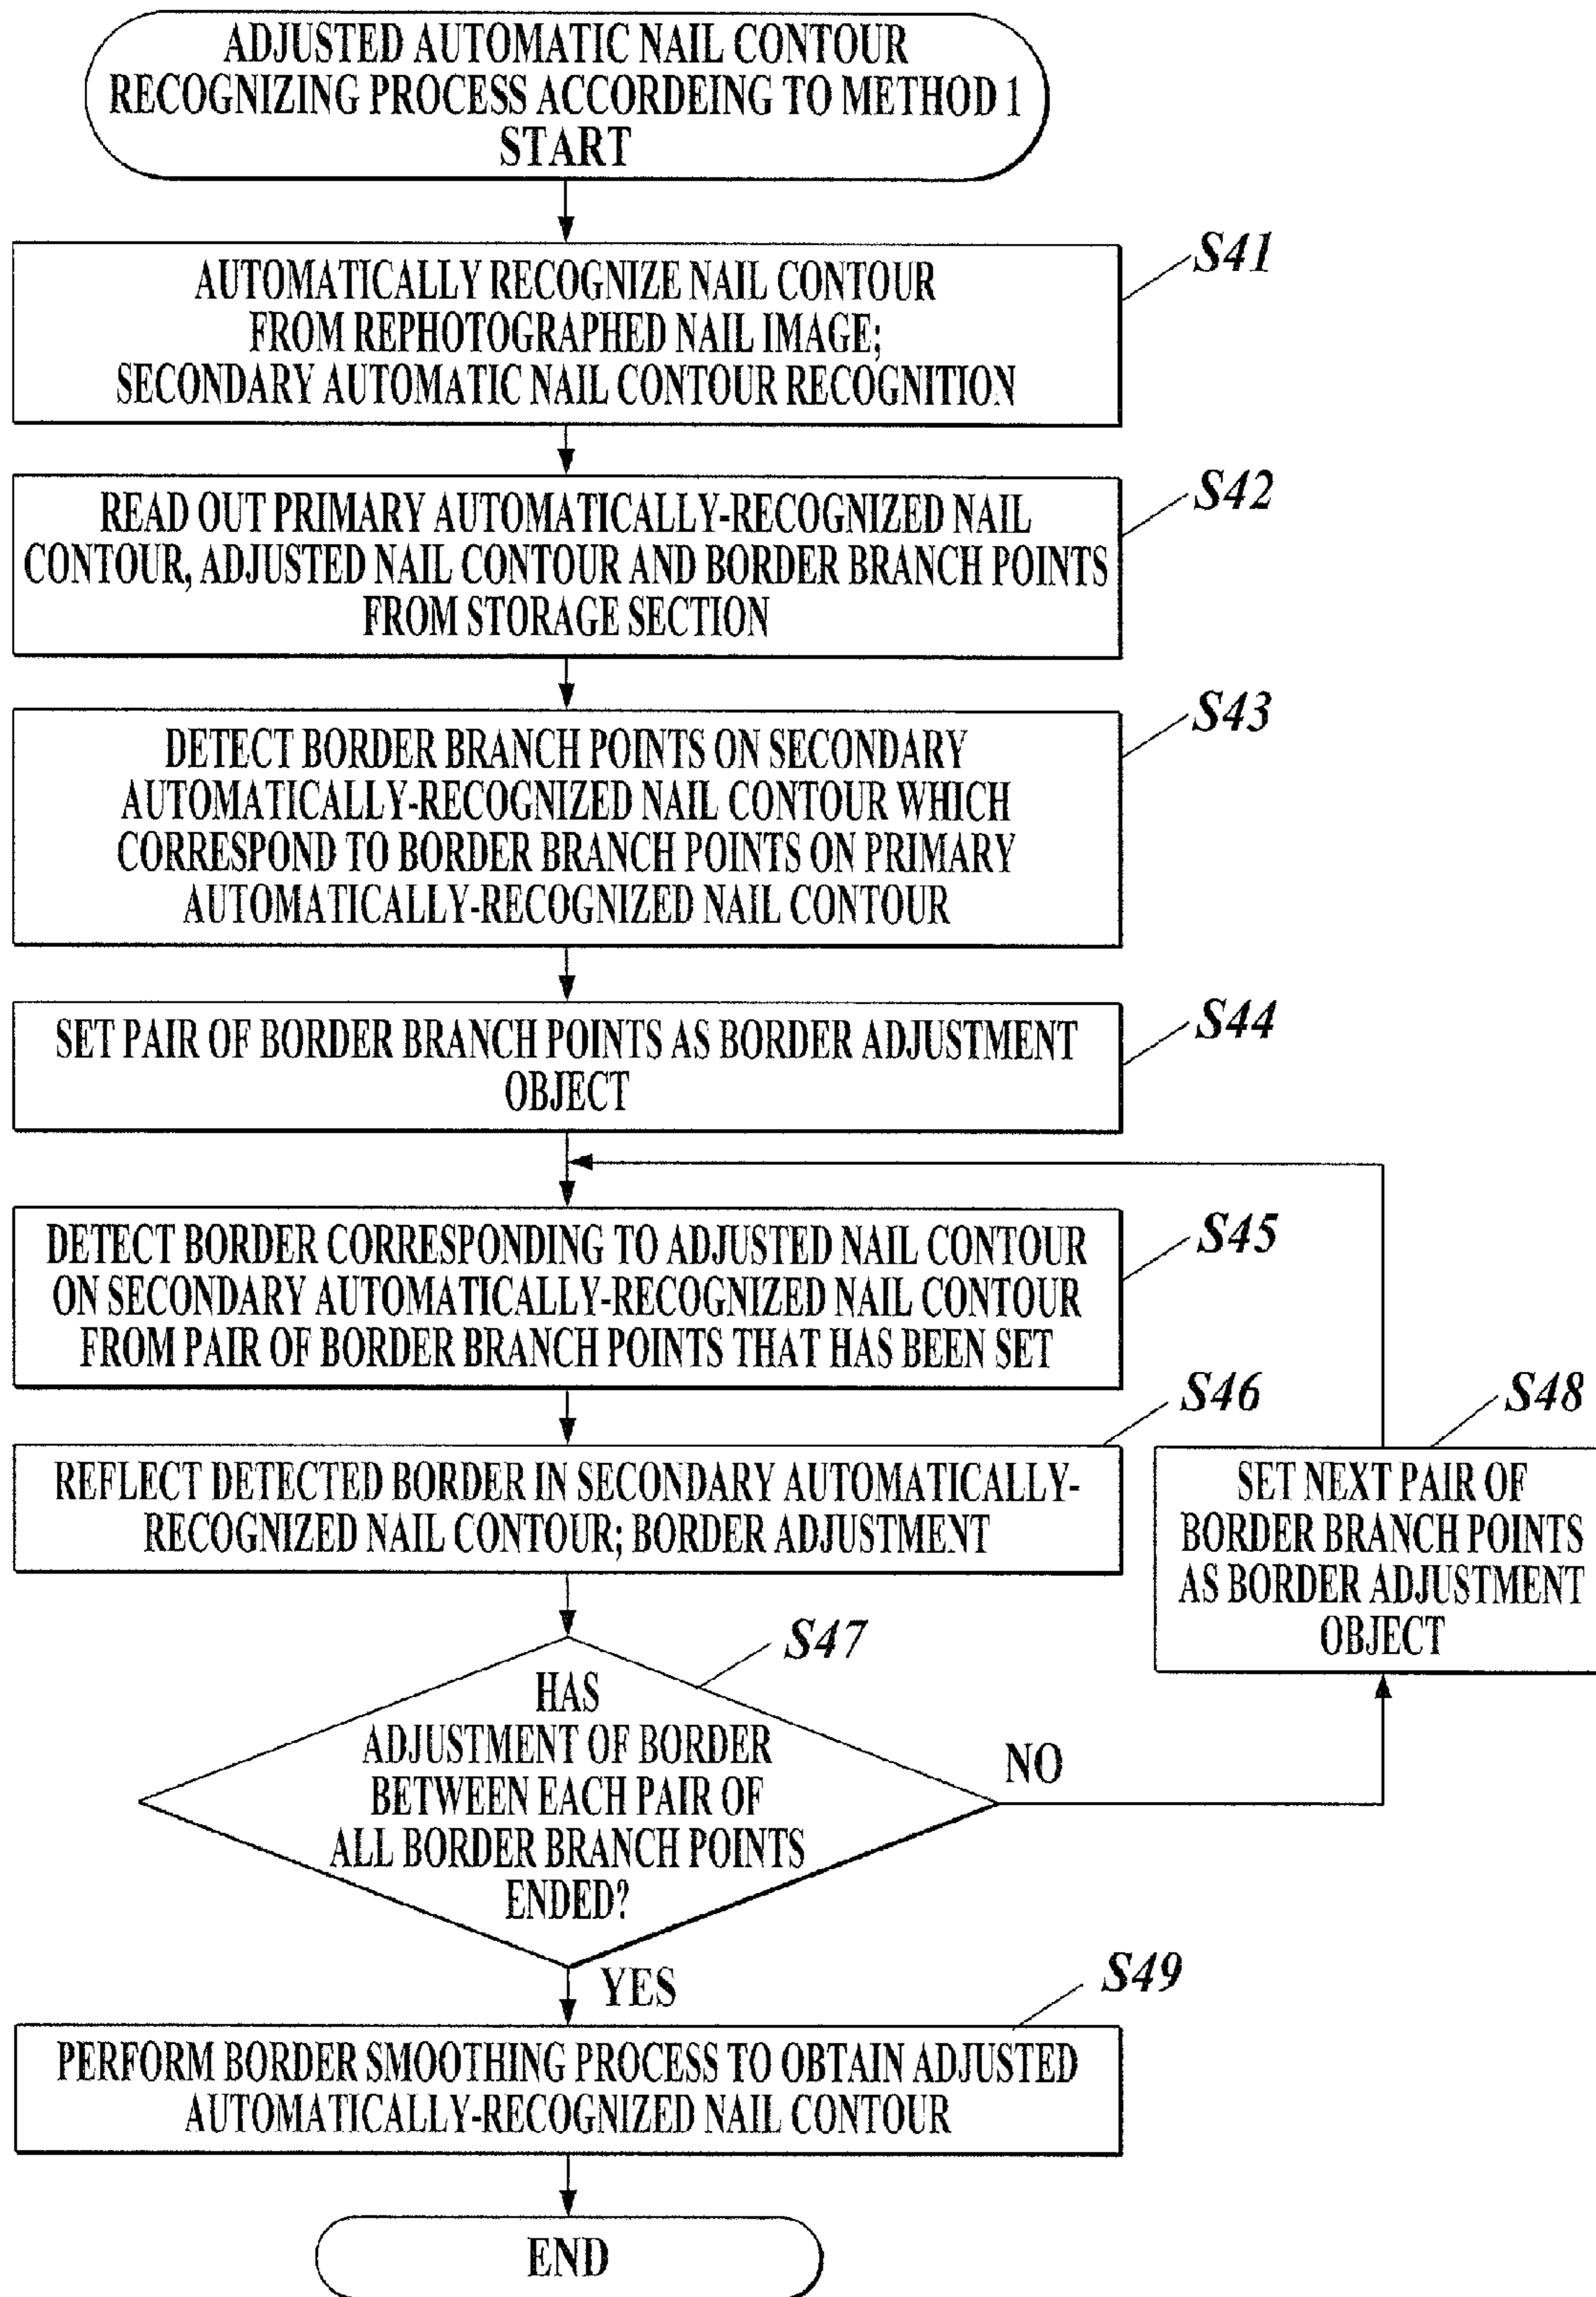 ADJUSTED AUTOMATIC NAIL CONTOUR
RECOGNIZING PROCESS ACCORDEING TO METHOD 1
START
S41
AUTOMATICALLY RECOGNIZE NAIL CONTOUR
FROM REPHOTOGRAPHED NAIL IMAGE;
SECONDARY AUTOMATIC NAIL CONTOUR RECOGNITION
S42
READ OUT PRIMARY AUTOMATICALLY-RECOGNIZED NAIL
CONTOUR, ADJUSTED NAIL CONTOUR AND BORDER BRANCH POINTS
FROM STORAGE SECTION
S43
DETECT BORDER BRANCH POINTS ON SECONDARY
AUTOMATICALLY-RECOGNIZED NAIL CONTOUR WHICH
CORRESPOND TO BORDER BRANCH POINTS ON PRIMARY
AUTOMATICALLY-RECOGNIZED NAIL CONTOUR
S44
SET PAIR OF BORDER BRANCH POINTS AS BORDER ADJUSTMENT
OBJECT
S45
DETECT BORDER CORRESPONDING TO ADJUSTED NAIL CONTOUR
ON SECONDARY AUTOMATICALLY-RECOGNIZED NAIL CONTOUR
FROM PAIR OF BORDER BRANCH POINTS THAT HAS BEEN SET
S46
REFLECT DETECTED BORDER IN SECONDARY AUTOMATICALLY-
RECOGNIZED NAIL CONTOUR; BORDER ADJUSTMENT
S48
SET NEXT PAIR OF
BORDER BRANCH POINTS
AS BORDER ADJUSTMENT
OBJECT
S47
HAS
ADJUSTMENT OF BORDER
BETWEEN EACH PAIR OF
ALL BORDER BRANCH POINTS
ENDED?
NO
YES
S49
PERFORM BORDER SMOOTHING PROCESS TO OBTAIN ADJUSTED
AUTOMATICALLY-RECOGNIZED NAIL CONTOUR
END